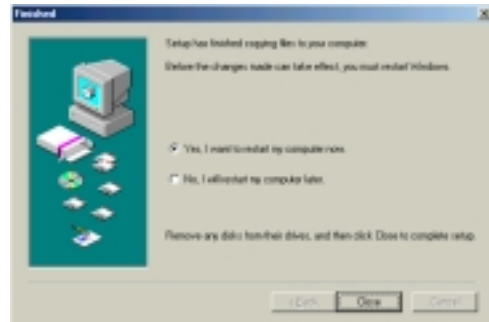 Finished
Setup has finished copying files to your computer.
Before the changes made can take effect, you must restart Windows.
Yes, I want to restart my computer now.
No, I will restart my computer later.
Remove any disks from their drives, and then click Close to complete setup.
< Back
Close
Cancel